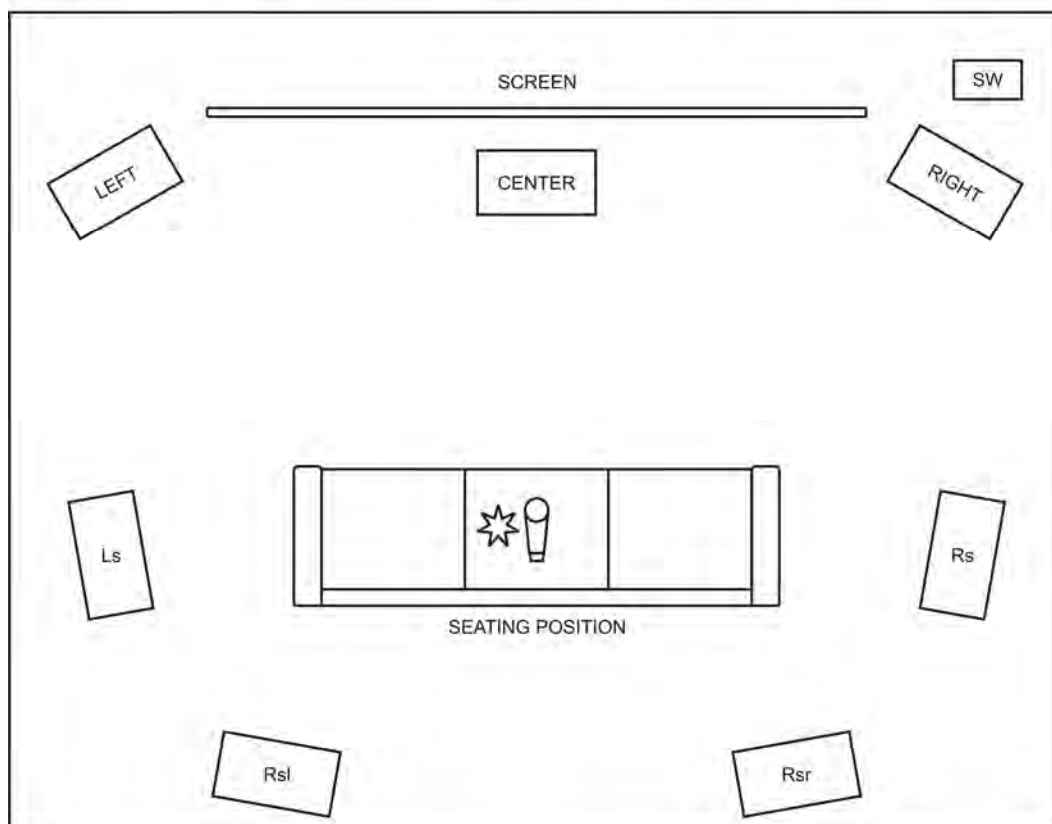 SCREEN
SW
LEFT
CENTER
RIGHT
Ls
Rs
SEATING POSITION
Rsl
Rsr